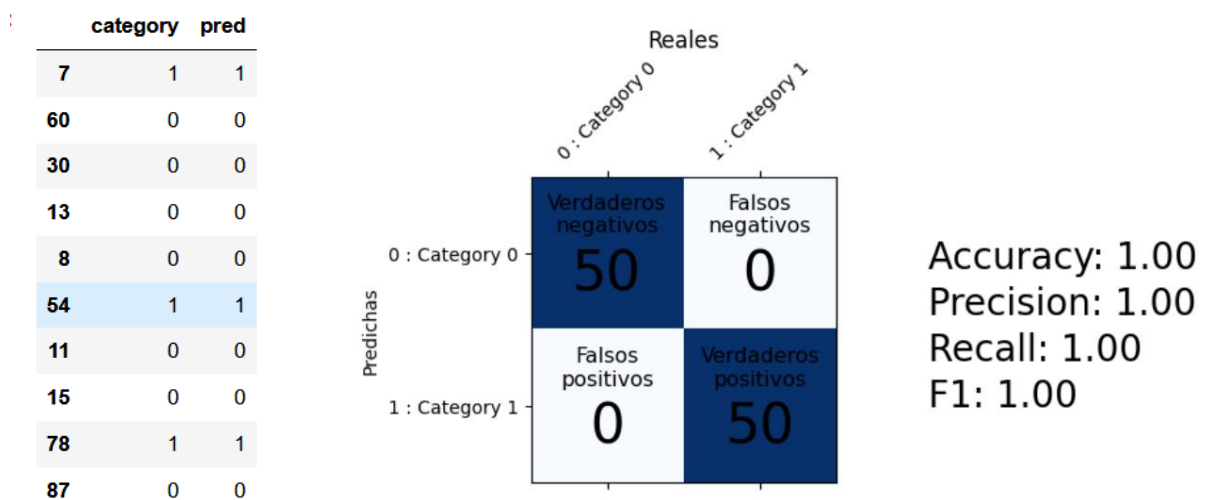 category pred
7 1 1
60 0 0
30 0 0
13 0 0
8 0 0
54 1 1
11 0 0
15 0 0
78 1 1
87 0 0
Reales
0 : Category 0
1 : Category 1
Predichas
0 : Category 0
1 : Category 1
Verdaderos
negativos
50
Falsos
negativos
0
Falsos
positivos
0
Verdaderos
positivos
50
Accuracy: 1.00
Precision: 1.00
Recall: 1.00
F1: 1.00